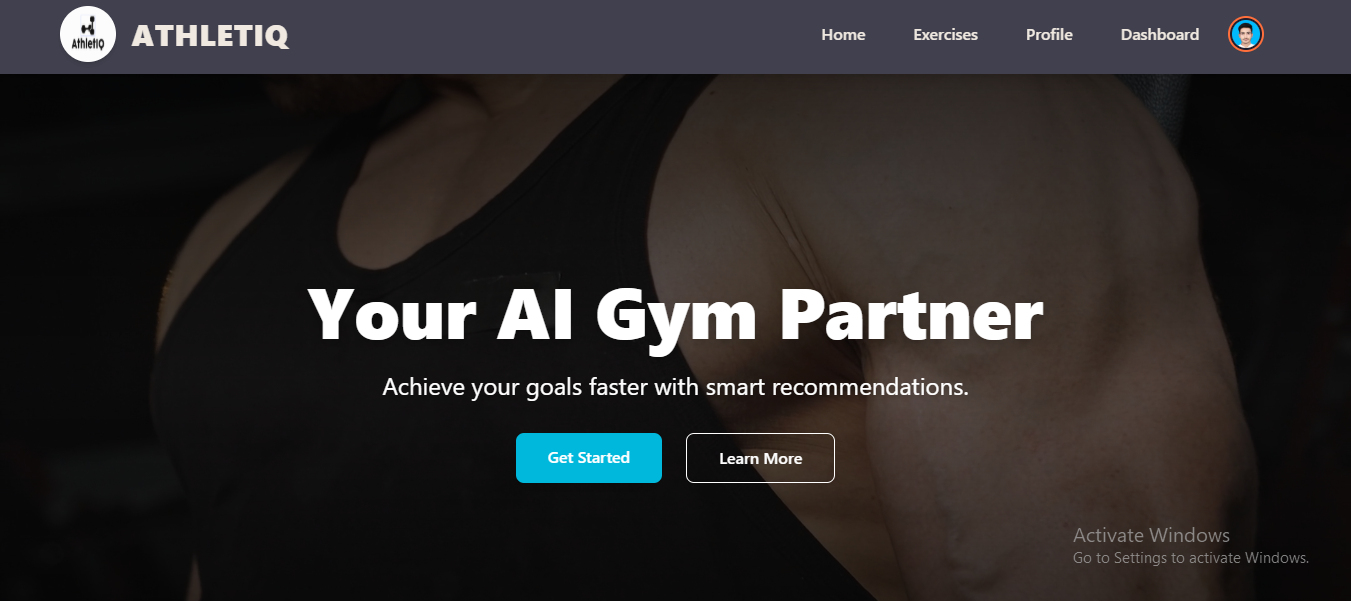 AthletiQ
ATHLETIQ
Home
Exercises
Profile
Dashboard
Your AI Gym Partner
Achieve your goals faster with smart recommendations.
Get Started
Learn More
Activate Windows
Go to Settings to activate Windows.